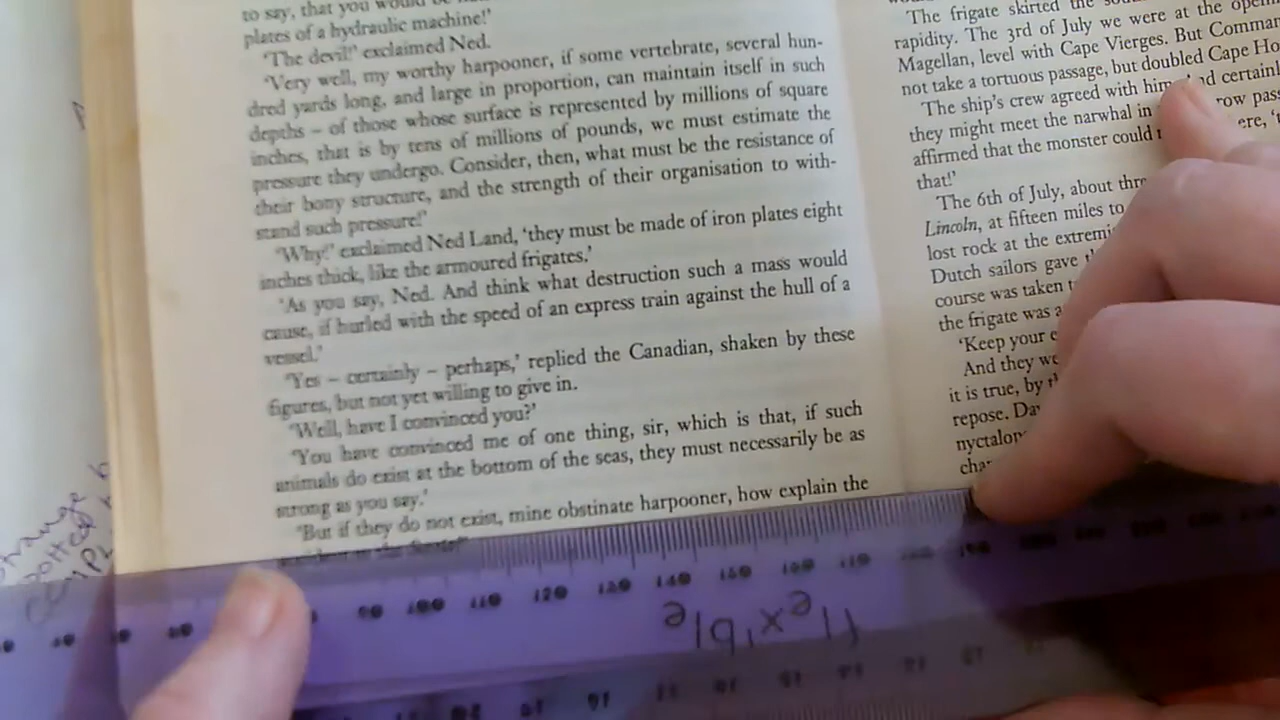 to say, that you would be
plates of a hydraulic machine!'
'The devil!' exclaimed Ned.
'Very well, my worthy harpooner, if some vertebrate, several hun-
dred yards long, and large in proportion, can maintain itself in such
depths – of those whose surface is represented by millions of square
inches, that is by tens of millions of pounds, we must estimate the
pressure they undergo. Consider, then, what must be the resistance of
their bony structure, and the strength of their organisation to with-
stand such pressure!'
'Why!' exclaimed Ned Land, 'they must be made of iron plates eight
inches thick, like the armoured frigates.'
'As you say, Ned. And think what destruction such a mass would
cause, if hurled with the speed of an express train against the hull of a
vessel.'
'Yes – certainly – perhaps,' replied the Canadian, shaken by these
figures, but not yet willing to give in.
'Well, have I convinced you?'
'You have convinced me of one thing, sir, which is that, if such
animals do exist at the bottom of the seas, they must necessarily be as
strong as you say.'
'But if they do not exist, mine obstinate harpooner, how explain the
The frigate skirted the
rapidity. The 3rd of July we were at the
Magellan, level with Cape Vierges. But
not take a tortuous passage, but doubled Cape
The ship's crew agreed with him and certainl
they might meet the narwhal in row pass
affirmed that the monster could
that!'
The 6th of July, about
Lincoln, at fifteen miles to
lost rock at the
Dutch sailors gave
course was taken
the frigate was
'Keep your
And they
it is true, by
repose.
90 100 110 120 130 140 150 160 170
flexible